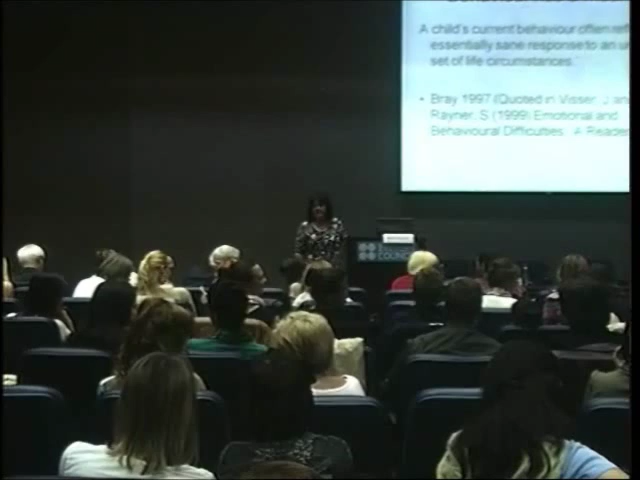 A child's current behaviour often
essentially sane response to an
set of life circumstances.
• Bray 1997 (Quoted in Visser, J and
Rayner, S (1999) Emotional and
Behavioural Difficulties. A Reader
COUNCIL